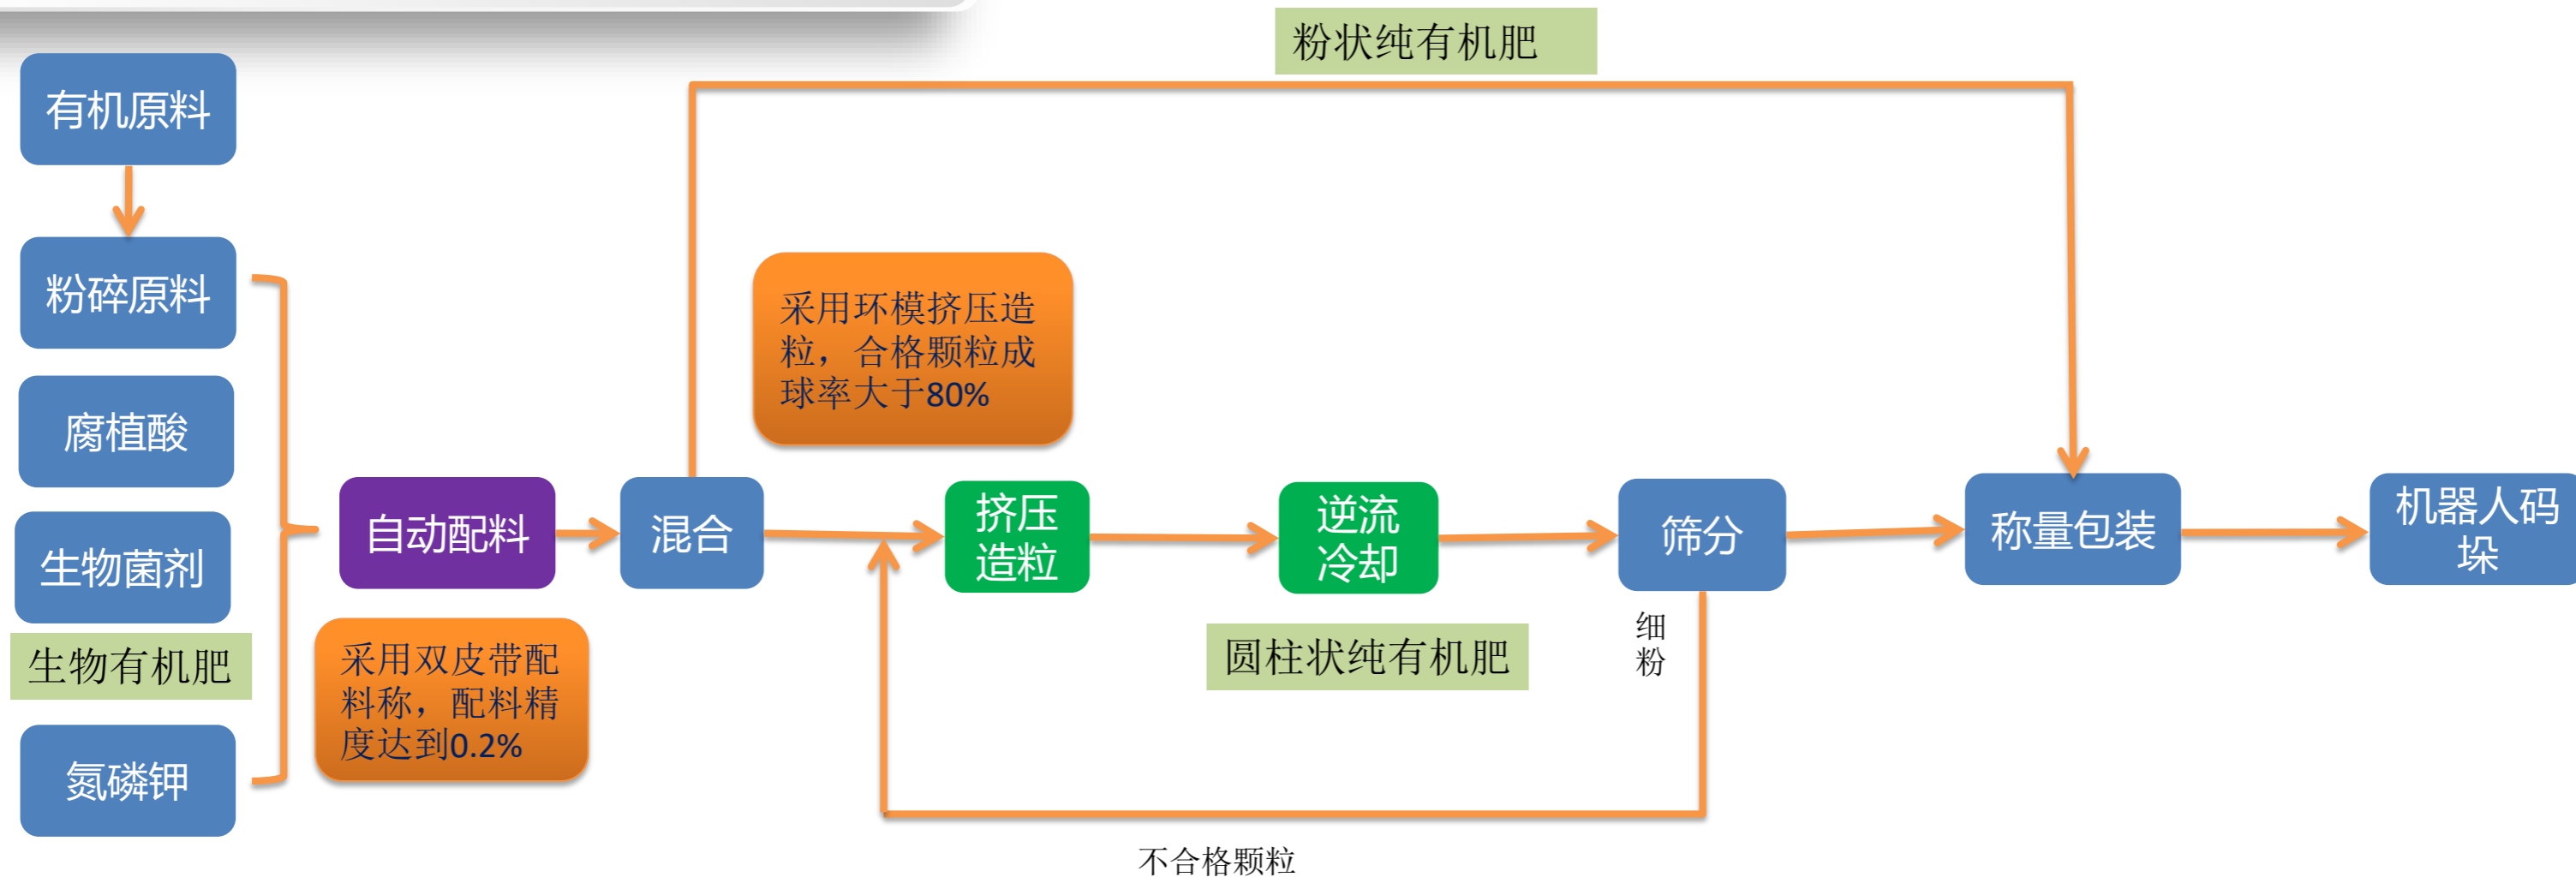 粉状纯有机肥
有机原料
粉碎原料
腐植酸
生物菌剂
生物有机肥
氮磷钾
采用环模挤压造
粒，合格颗粒成
球率大于80%
自动配料
混合
挤压
造粒
逆流
冷却
筛分
称量包装
机器人码
垛
采用双皮带配
料称，配料精
度达到0.2%
圆柱状纯有机肥
细
粉
不合格颗粒